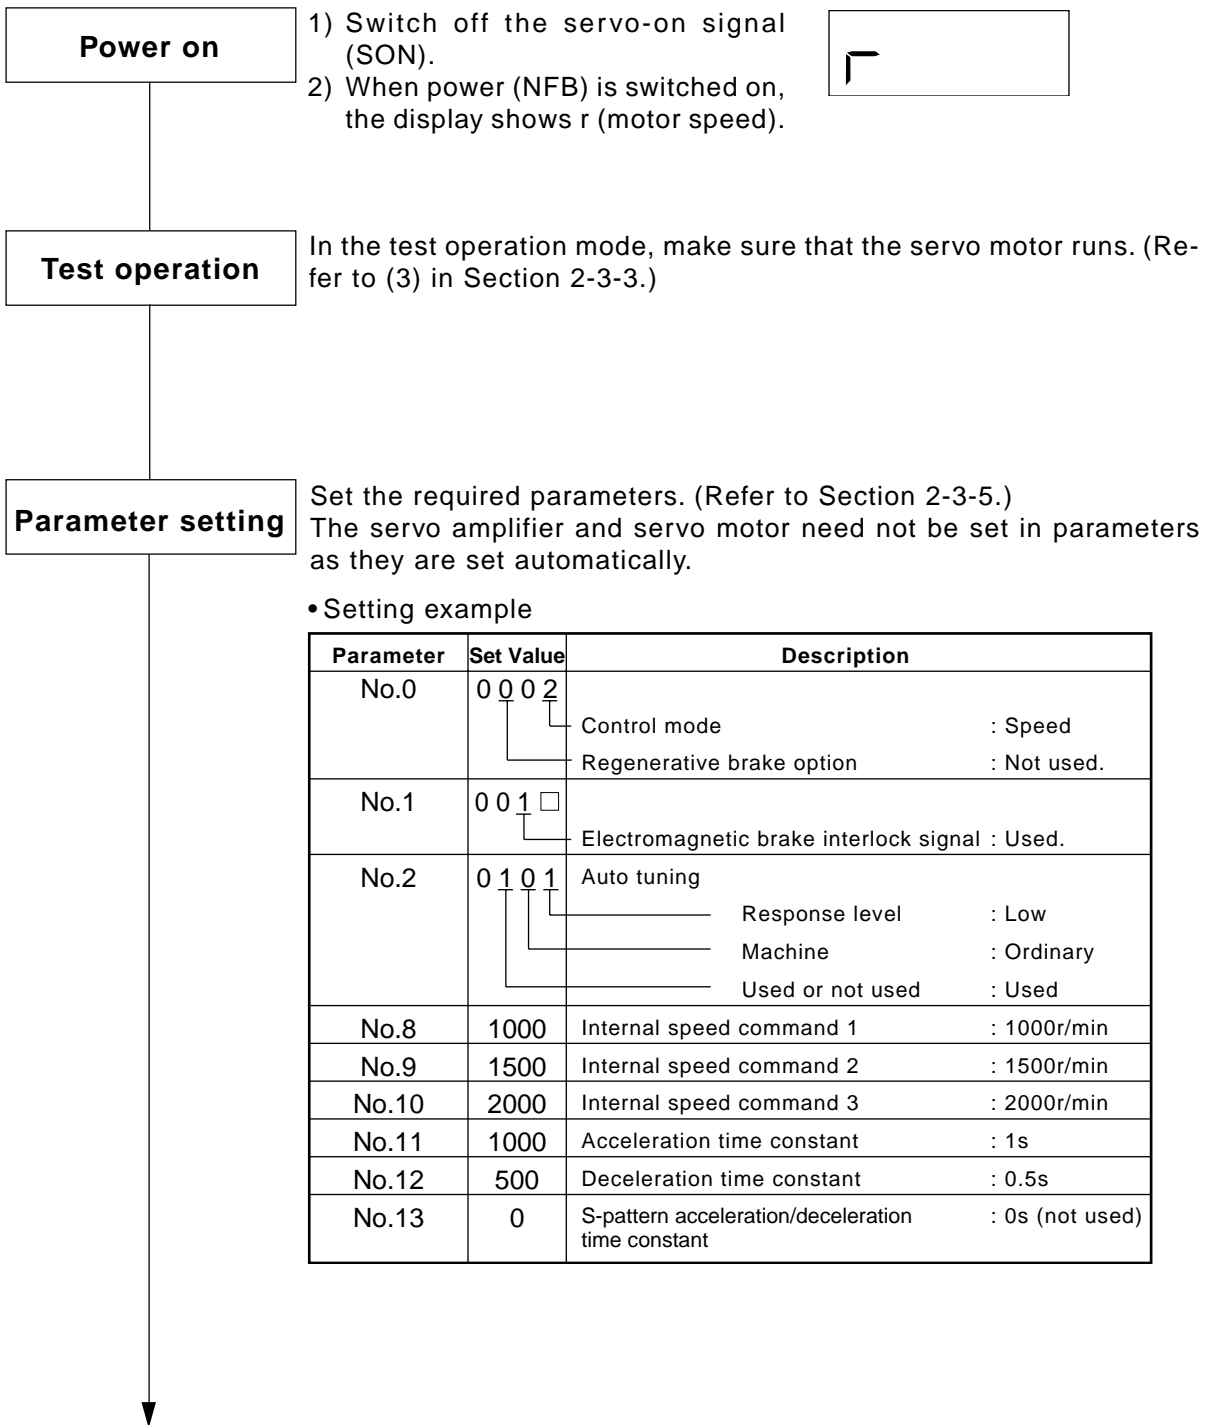 Power on
1) Switch off the servo-on signal
(SON).
2) When power (NFB) is switched on,
the display shows r (motor speed).
r
Test operation
In the test operation mode, make sure that the servo motor runs. (Re-
fer to (3) in Section 2-3-3.)
Parameter setting
Set the required parameters. (Refer to Section 2-3-5.)
The servo amplifier and servo motor need not be set in parameters
as they are set automatically.
• Setting example
Parameter Set Value Description
No.0 0 0 0 2
Control mode : Speed
Regenerative brake option : Not used.
No.1 0 0 1 □
Electromagnetic brake interlock signal : Used.
No.2 0 1 0 1 Auto tuning
Response level : Low
Machine : Ordinary
Used or not used : Used
No.8 1000 Internal speed command 1 : 1000r/min
No.9 1500 Internal speed command 2 : 1500r/min
No.10 2000 Internal speed command 3 : 2000r/min
No.11 1000 Acceleration time constant : 1s
No.12 500 Deceleration time constant : 0.5s
No.13 0 S-pattern acceleration/deceleration : 0s (not used)
time constant